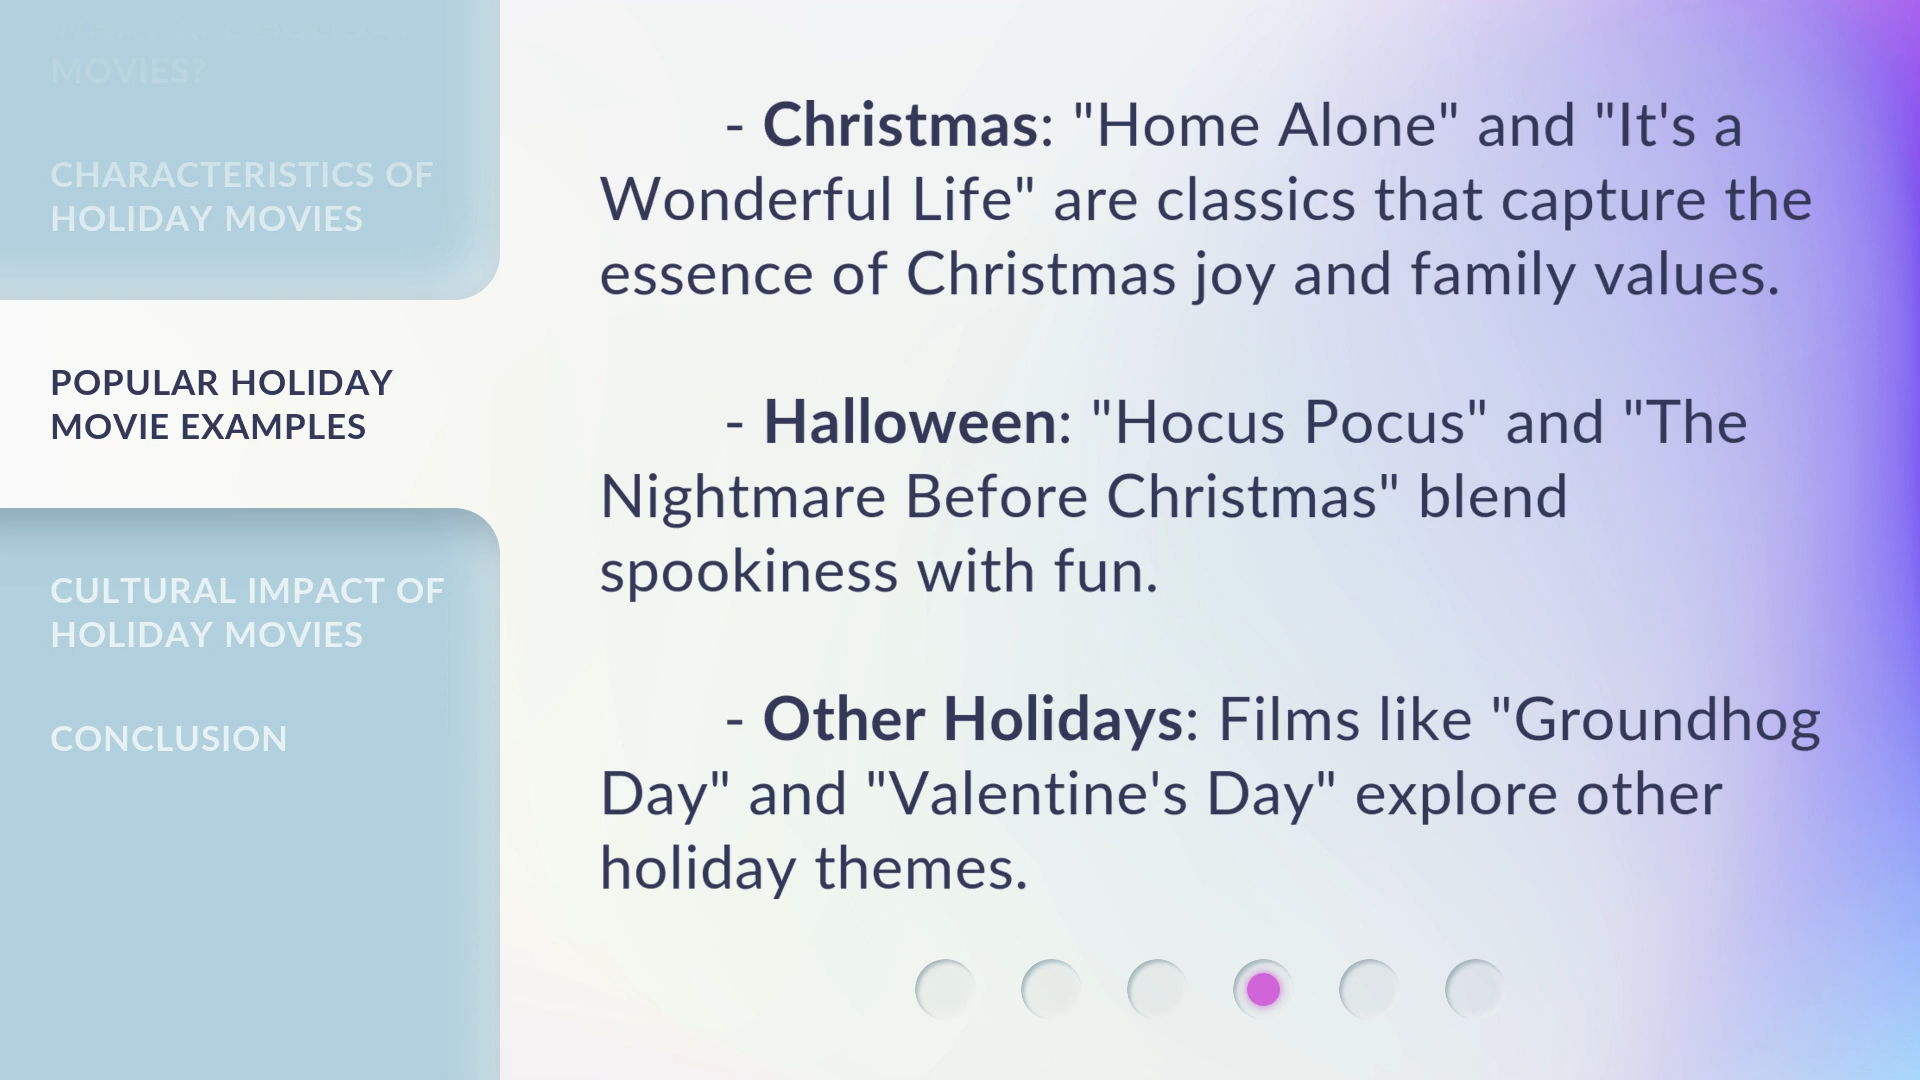 WHAT ARE HOLIDAY
MOVIES?
CHARACTERISTICS OF
HOLIDAY MOVIES
POPULAR HOLIDAY
MOVIE EXAMPLES
CULTURAL IMPACT OF
HOLIDAY MOVIES
CONCLUSION
- Christmas: "Home Alone" and "It's a
Wonderful Life" are classics that capture the
essence of Christmas joy and family values.
- Halloween: "Hocus Pocus" and "The
Nightmare Before Christmas" blend
spookiness with fun.
- Other Holidays: Films like "Groundhog
Day" and "Valentine's Day" explore other
holiday themes.